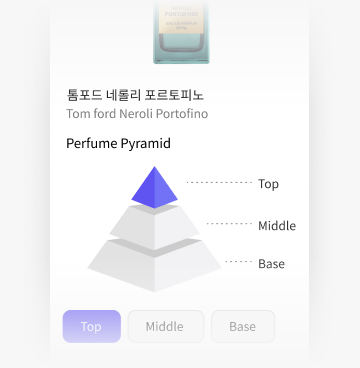 톰포드 네롤리 포르토피노
Tom ford Neroli Portofino
Perfume Pyramid
Top
Middle
Base
Top
Middle
Base